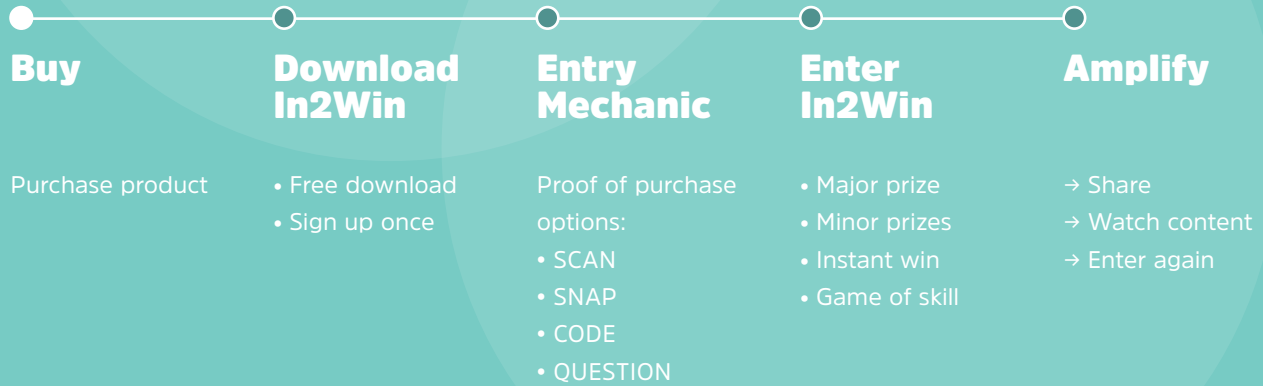 Buy
Purchase product
Download
In2Win
• Free download
• Sign up once
Entry
Mechanic
Proof of purchase
options:
• SCAN
• SNAP
• CODE
• QUESTION
Enter
In2Win
• Major prize
• Minor prizes
• Instant win
• Game of skill
Amplify
→ Share
→ Watch content
→ Enter again